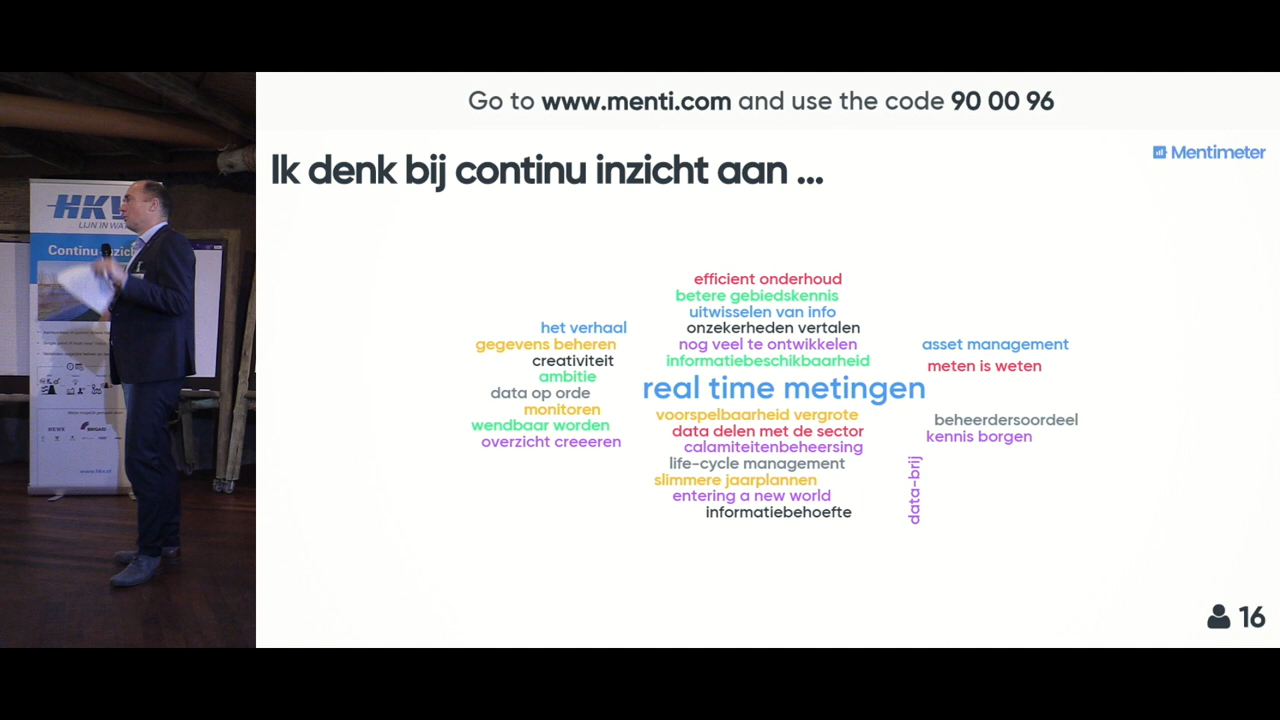 Go to www.menti.com and use the code 90 00 96
Mentimeter
Ik denk bij continu inzicht aan ...
efficient onderhoud
betere gebiedskennis
uitwisselen van info
het verhaal
onzekerheden vertalen
gegevens beheren
nog veel te ontwikkelen
asset management
creativiteit
informatiebeschikbaarheid
meten is weten
ambitie
real time metingen
data op orde
monitoren
voorspelbaarheid vergrote
beheerdersoordeel
wendbaar worden
data delen met de sector
kennis borgen
overzicht creeeren
calamiteitenbeheersing
life-cycle management
data-brij
slimmere jaarplannen
entering a new world
informatiebehoefte
16
HKV
LIJN IN
Continu